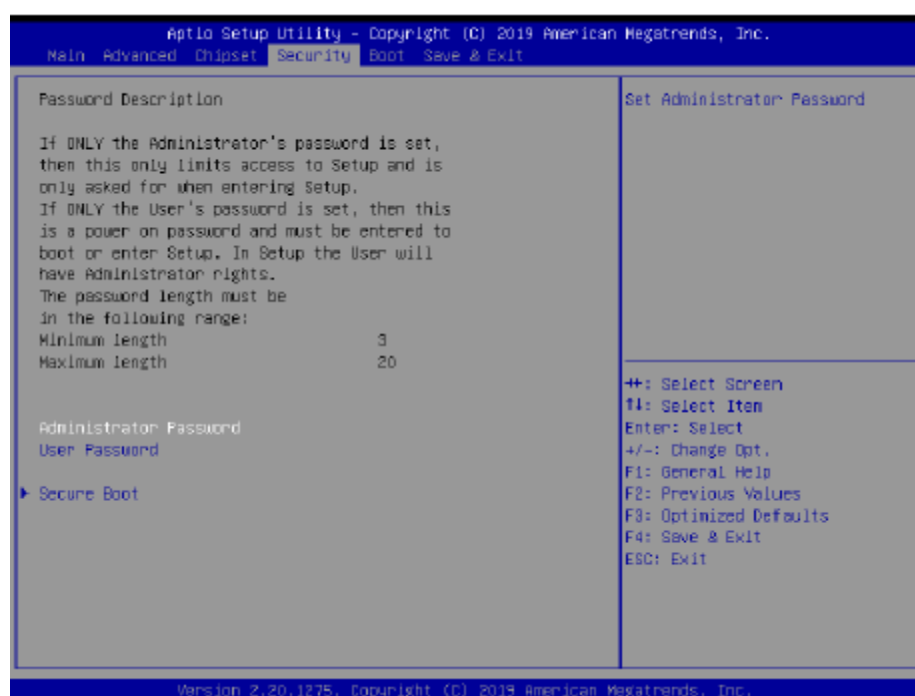 Aptio Setup Utility - Copyright (C) 2019 American Megatrends, Inc.
Main Advanced Chipset Security Boot Save & Exit
Password Description
If ONLY the Administrator's password is set,
then this only limits access to Setup and is
only asked for when entering Setup.
If ONLY the User's password is set, then this
is a power on password and must be entered to
boot or enter Setup. In Setup the User will
have Administrator rights.
The password length must be
in the following range:
Minimum length 3
Maximum length 20
Administrator Password
User Password
Secure Boot
Set Administrator Password
→←: Select Screen
↑↓: Select Item
Enter: Select
+/-: Change Opt.
F1: General Help
F2: Previous Values
F3: Optimized Defaults
F4: Save & Exit
ESC: Exit
Version 2.20.1275. Copyright (C) 2019 American Megatrends, Inc.